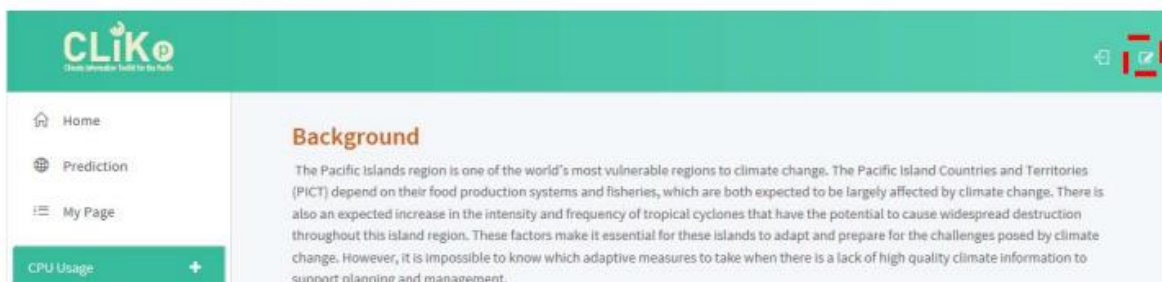 CLiKP
Climate Information Toolkit for the Pacific
Home
Prediction
My Page
CPU Usage +
Background
The Pacific Islands region is one of the world's most vulnerable regions to climate change. The Pacific Island Countries and Territories
(PICT) depend on their food production systems and fisheries, which are both expected to be largely affected by climate change. There is
also an expected increase in the intensity and frequency of tropical cyclones that have the potential to cause widespread destruction
throughout this island region. These factors make it essential for these islands to adapt and prepare for the challenges posed by climate
change. However, it is impossible to know which adaptive measures to take when there is a lack of high quality climate information to
support planning and management.